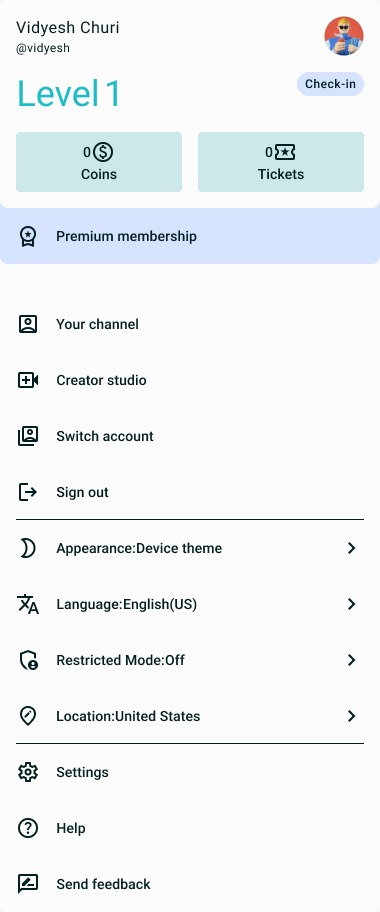 Vidyesh Churi
@vidyesh
Level 1
Check-in
0
Coins
0
Tickets
Premium membership
Your channel
Creator studio
Switch account
Sign out
Appearance:Device theme
Language:English(US)
Restricted Mode:Off
Location:United States
Settings
Help
Send feedback